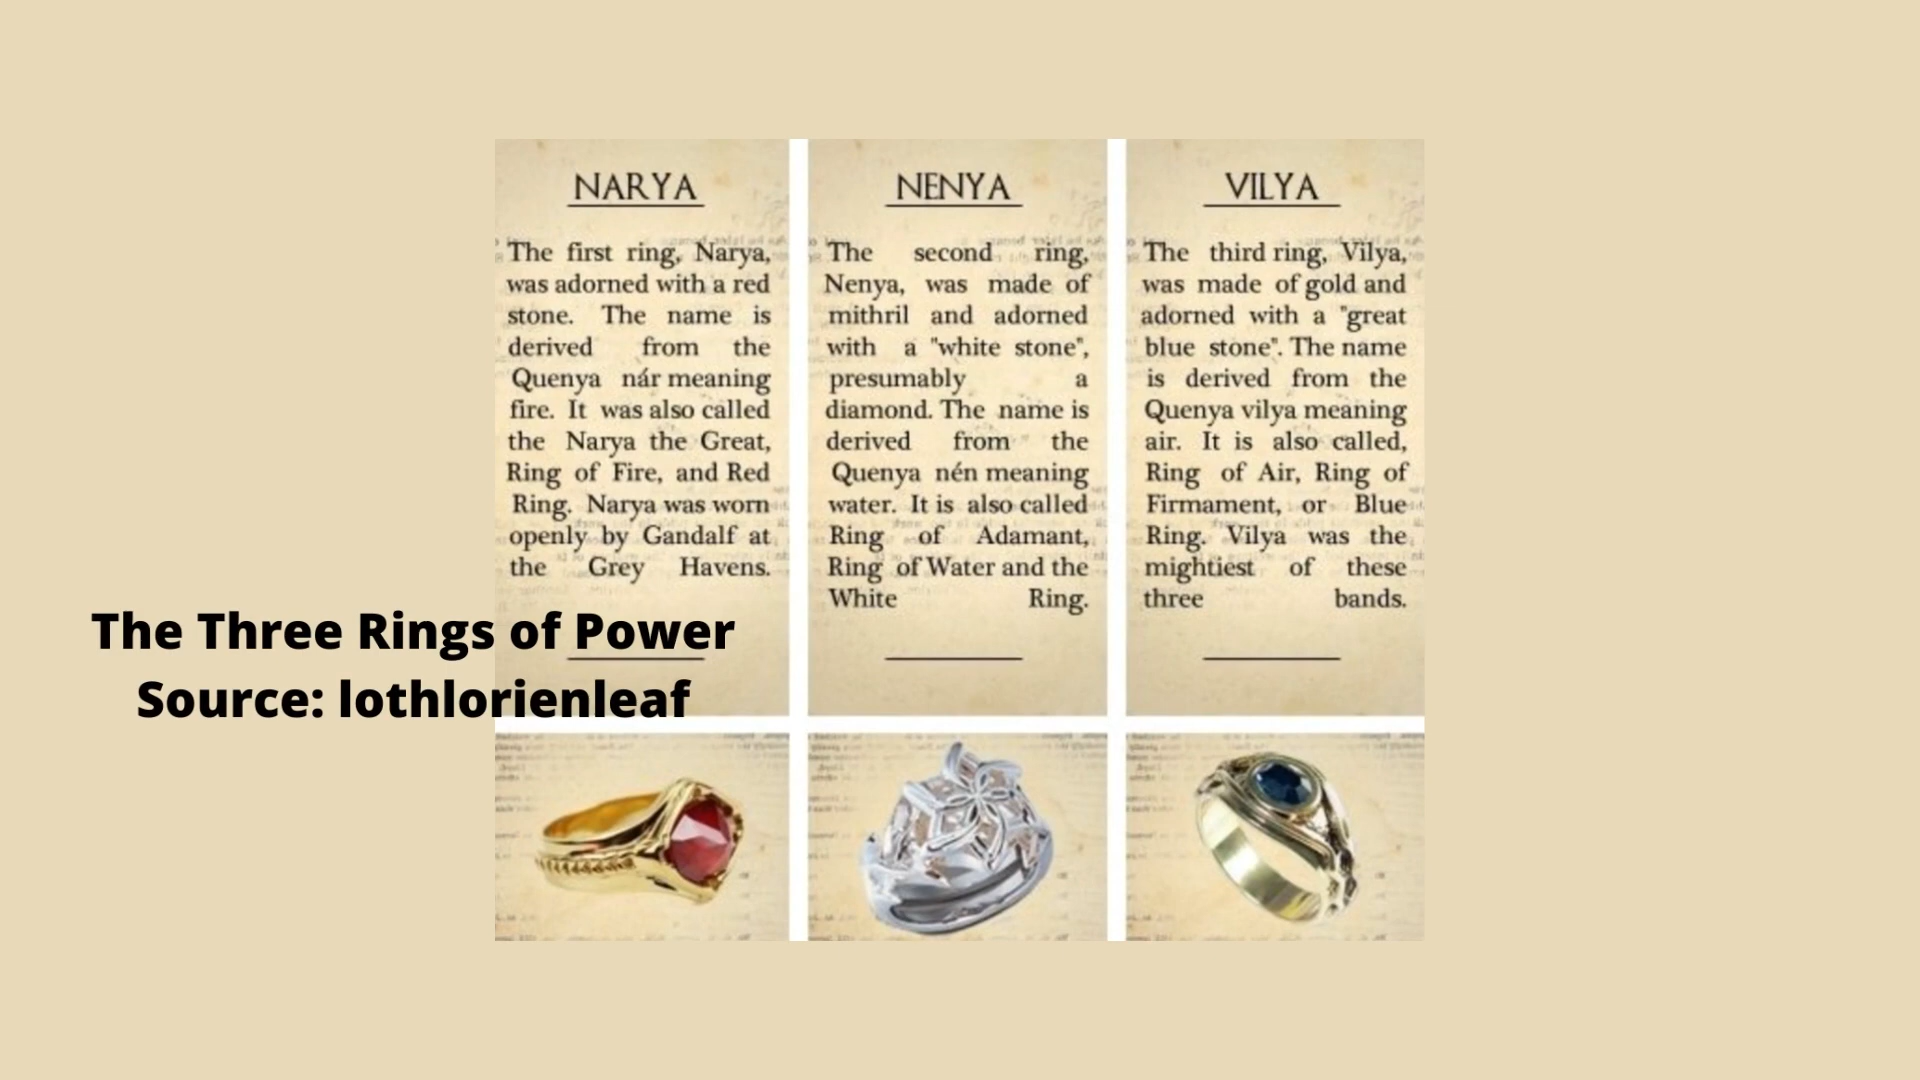 NARYA
The first ring, Narya,
was adorned with a red
stone. The name is
derived from the
Quenya nár meaning
fire. It was also called
the Narya the Great,
Ring of Fire, and Red
Ring. Narya was worn
openly by Gandalf at
the Grey Havens.
NENYA
The second ring,
Nenya, was made of
mithril and adorned
with a "white stone",
presumably a
diamond. The name is
derived from the
Quenya nén meaning
water. It is also called
Ring of Adamant,
Ring of Water and the
White Ring.
VILYA
The third ring, Vilya,
was made of gold and
adorned with a "great
blue stone". The name
is derived from the
Quenya vilya meaning
air. It is also called,
Ring of Air, Ring of
Firmament, or Blue
Ring. Vilya was the
mightiest of these
three bands.
The Three Rings of Power
Source: lothlorienleaf